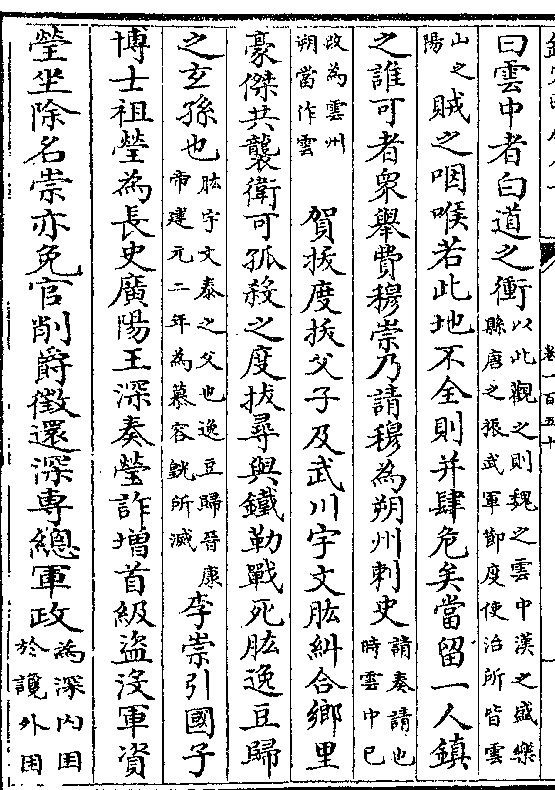 卷一百五十
曰雲中者白道之衝以此觀之則魏之雲中漢之盛樂
縣唐之振武軍節度使治所皆雲
山之
陽賊之咽喉若此地不全則并肆危矣當留一人鎮
之誰可者衆舉費穆崇乃請穆為朔州刺史請奏請也
時雲中已
改為雲州
朔當作雲賀拔度拔父子及武川宇文肱糾合鄉里
豪傑共襲衛可孤殺之度拔尋與鐵勒戰死肱逸豆歸
之玄孫也肱宇文泰之父也逸豆歸晉康
帝建元二年為慕容皝所滅李崇引國子
博士祖瑩為長史廣陽王深奏瑩詐增首級盜沒軍資
瑩坐除名崇亦免官削爵徵還深專總軍政為深内困
於讒外困